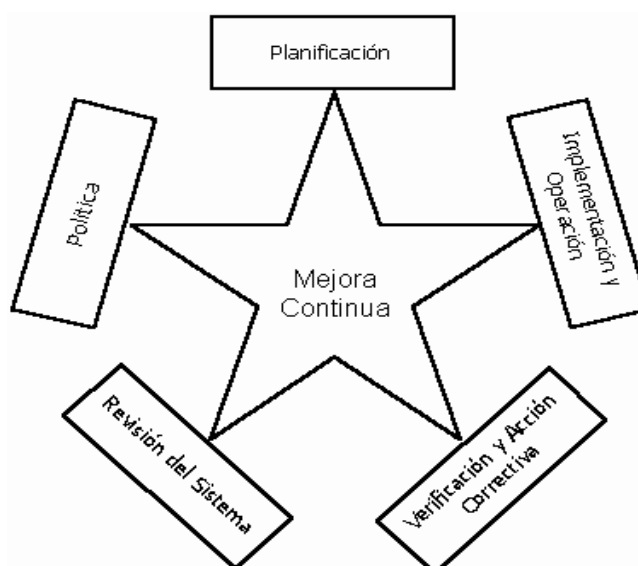 Planificación
Política
Implementación y
Operación
Mejora
Continua
Revisión del Sistema
Verificación y Acción
Correctiva